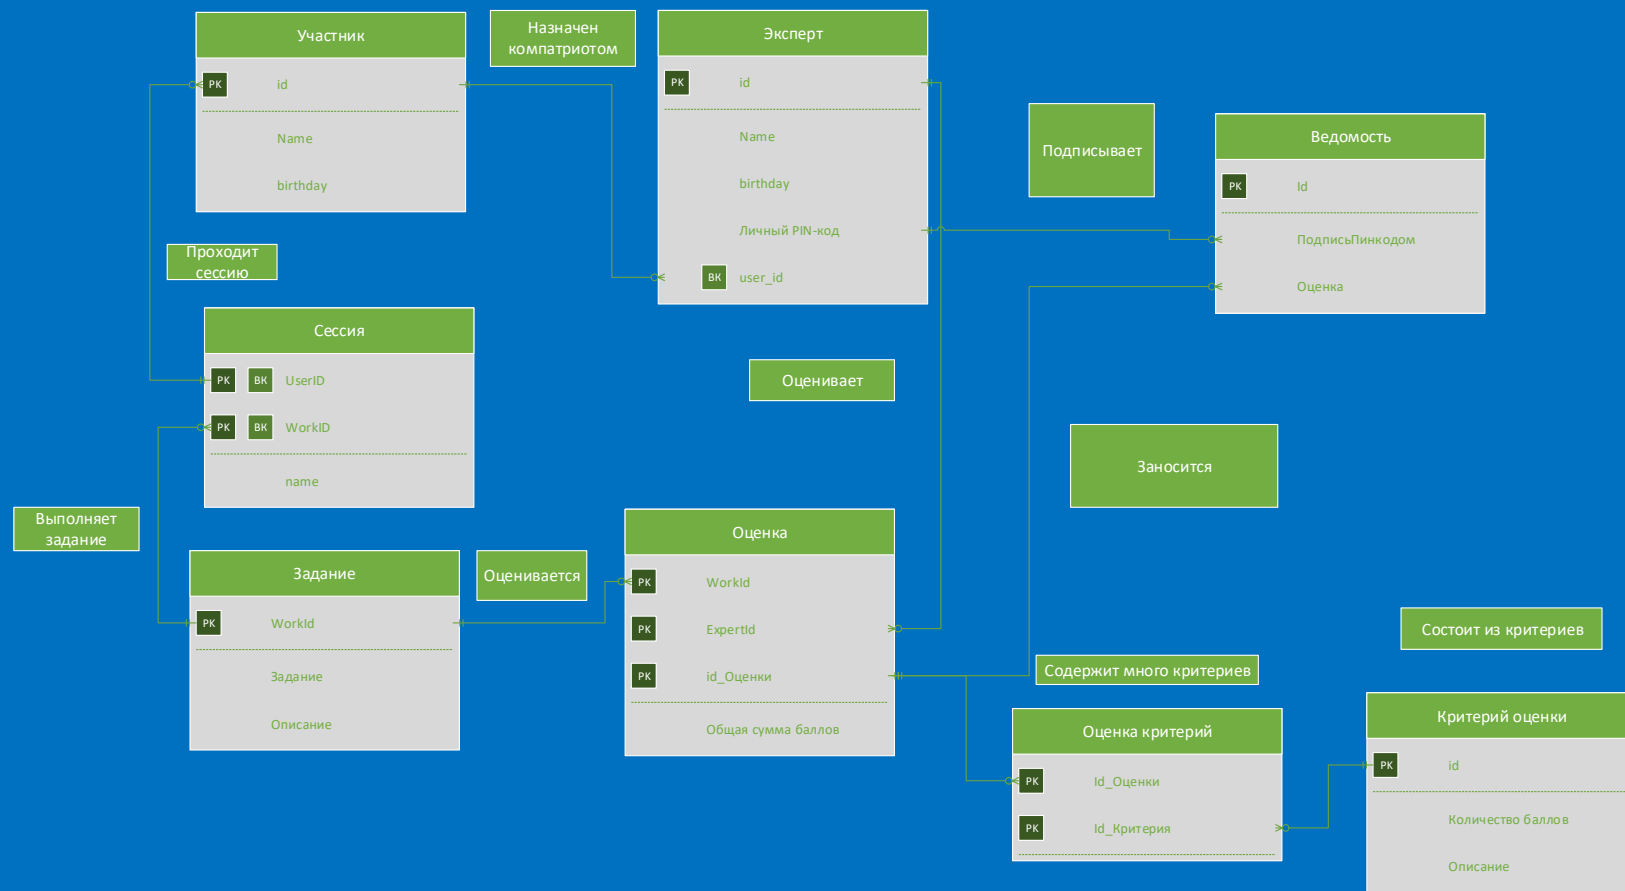 Участник
PK id
Name
birthday
Назначен
компатриотом
Эксперт
PK id
Name
birthday
Личный PIN-код
ВК user_id
Подписывает
Ведомость
PK Id
ПодписьПинкодом
Оценка
Проходит
сессию
Сессия
PK ВК UserID
PK ВК WorkID
name
Оценивает
Заносится
Выполняет
задание
Задание
PK WorkId
Задание
Описание
Оценивается
Оценка
PK WorkId
PK ExpertId
PK id_Оценки
Общая сумма баллов
Состоит из критериев
Содержит много критериев
Оценка критерий
PK Id_Оценки
PK Id_Критерия
Критерий оценки
PK id
Количество баллов
Описание